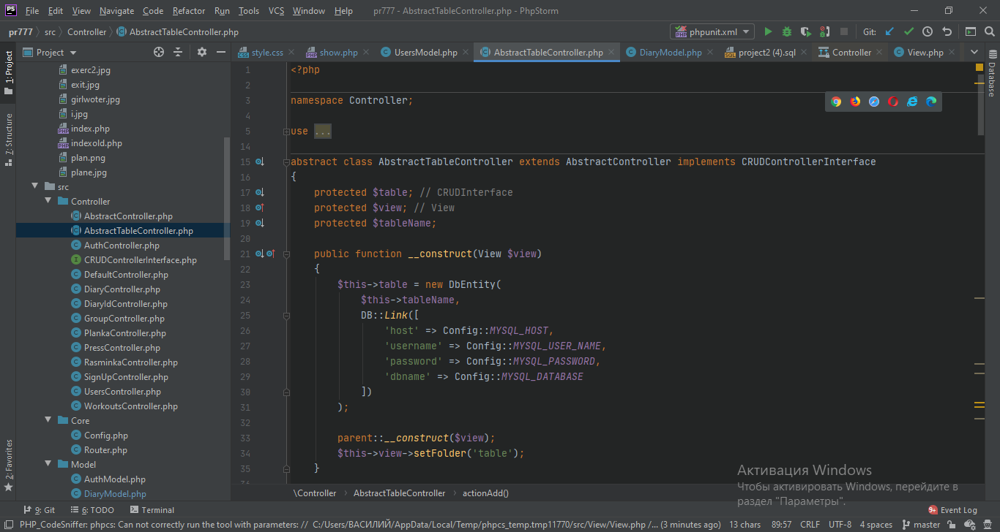 PS File Edit View Navigate Code Refactor Run Tools VCS Window Help pr777 - AbstractTableController.php - PhpStorm
pr777 src Controller AbstractTableController.php phpunit.xml Git: master
Project style.css show.php UsersModel.php AbstractTableController.php DiaryModel.php project2 (4).sql Controller View.php
1: Project
7: Structure
2: Favorites
Database
exerc2.jpg
exit.jpg
girlwoter.jpg
i.jpg
index.php
indexold.php
plan.png
plane.jpg
src
Controller
AbstractController.php
AbstractTableController.php
AuthController.php
CRUDControllerInterface.php
DefaultController.php
DiaryController.php
DiaryIdController.php
GroupController.php
PlankaController.php
PressController.php
RasminkaController.php
SignUpController.php
UsersController.php
WorkoutsController.php
Core
Config.php
Router.php
Model
AuthModel.php
DiaryModel.php
1 <?php
2
3 namespace Controller;
4
5 use ...
14
15 abstract class AbstractTableController extends AbstractController implements CRUDControllerInterface
16 {
17 protected $table; // CRUDInterface
18 protected $view; // View
19 protected $tableName;
20
21 public function __construct(View $view)
22 {
23 $this->table = new DbEntity(
24 $this->tableName,
25 DB::Link([
26 'host' => Config::MYSQL_HOST,
27 'username' => Config::MYSQL_USER_NAME,
28 'password' => Config::MYSQL_PASSWORD,
29 'dbname' => Config::MYSQL_DATABASE
30 ])
31 );
32
33 parent::__construct($view);
34 $this->view->setFolder('table');
35 }
Активация Windows
Чтобы активировать Windows, перейдите в
раздел "Параметры".
\Controller AbstractTableController actionAdd()
9: Git 6: TODO Terminal 9+ Event Log
PHP_CodeSniffer: phpcs: Can not correctly run the tool with parameters: // C:/Users/ВАСИЛИЙ/AppData/Local/Temp/phpcs_temp.tmp11770/src/View/View.php /... (3 minutes ago) 13 chars 89:57 CRLF UTF-8 4 spaces master